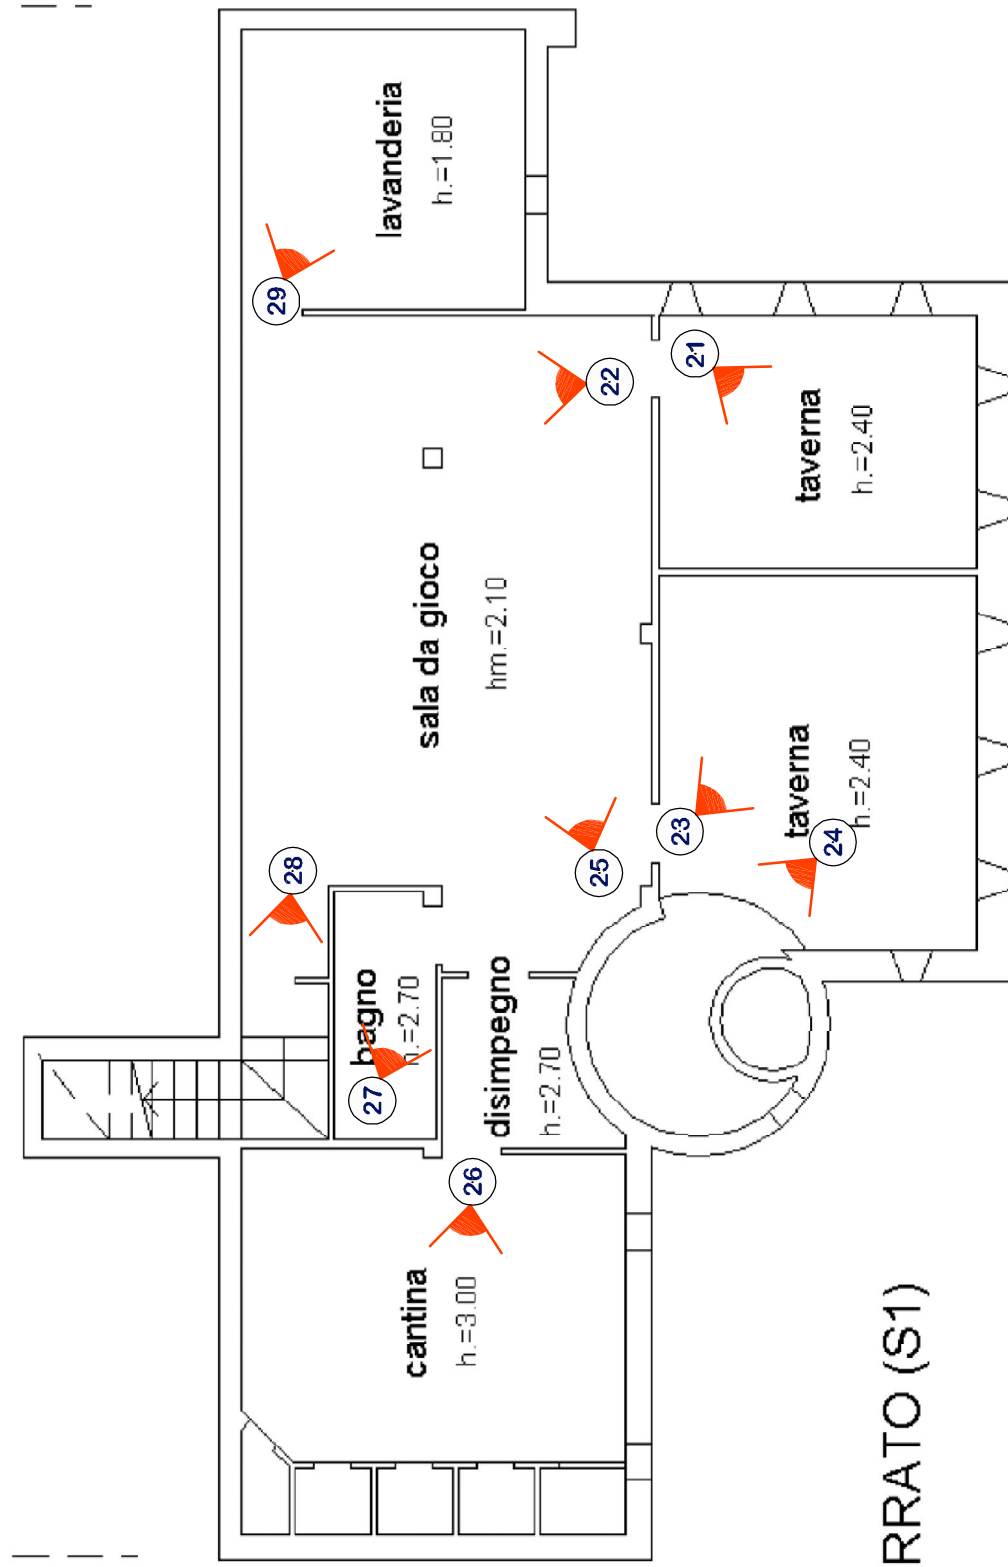 cantina
h.=3.00
26
bagno
h.=2.70
27
disimpegno
h.=2.70
28
sala da gioco
hm.=2.10
25
22
29
lavanderia
h.=1.80
taverna
h.=2.40
23
24
taverna
h.=2.40
21
RRATO (S1)